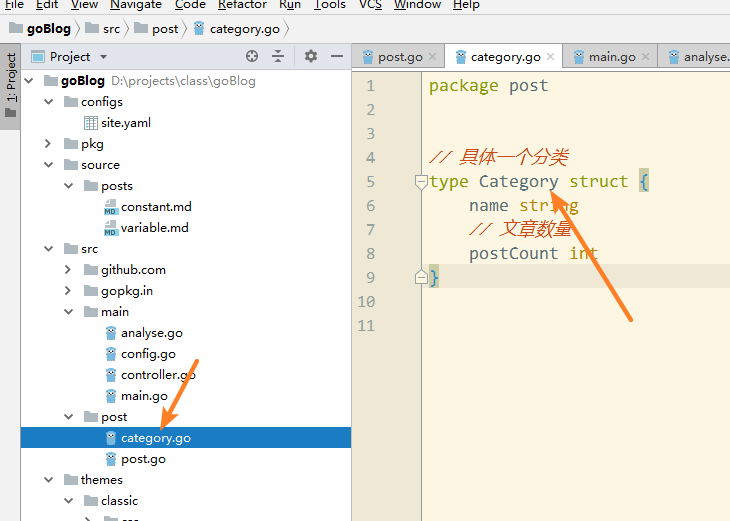 File Edit View Navigate Code Refactor Run Tools VCS Window Help
goBlog src post category.go
1: Project
Project
goBlog D:\projects\class\goBlog
configs
site.yaml
pkg
source
posts
constant.md
variable.md
src
github.com
gopkg.in
main
analyse.go
config.go
controller.go
main.go
post
category.go
post.go
themes
classic
post.go category.go main.go analyse.
1 package post
2
3
4 // 具体一个分类
5 type Category struct {
6 name string
7 // 文章数量
8 postCount int
9 }
10
11